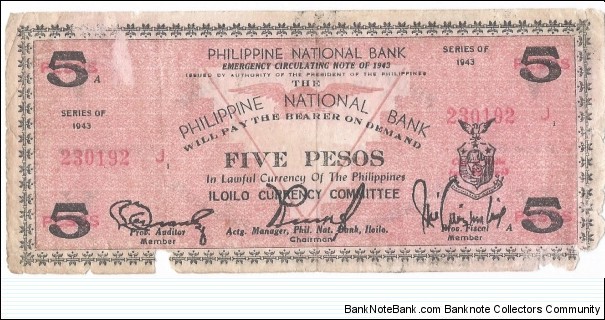 PHILIPPINE NATIONAL BANK
EMERGENCY CIRCULATING NOTE OF 1943
ISSUED BY AUTHORITY OF THE PRESIDENT OF THE PHILIPPINES
SERIES OF
1943
5 A
5
THE
PHILIPPINE NATIONAL BANK
WILL PAY THE BEARER ON DEMAND
SERIES OF
1943
230192 J
230192 J1
FIVE PESOS
In Lawful Currency Of The Philippines
ILOILO CURRENCY COMMITTEE
5
5
Prov. Auditor
Member
Actg. Manager, Phil. Nat. Bank, Iloilo.
Chairman
Prov. Fiscal A
Member
BankNoteBank.com - Banknote Collectors Community